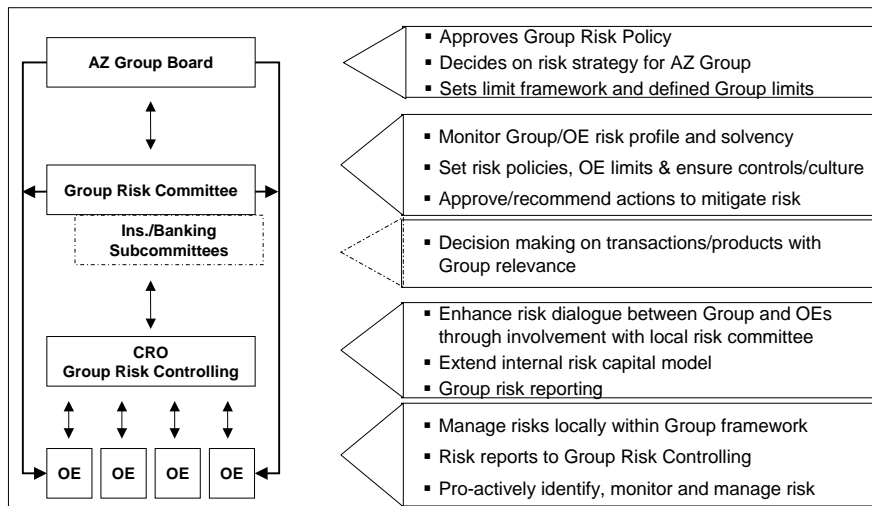 AZ Group Board
▪ Approves Group Risk Policy
▪ Decides on risk strategy for AZ Group
▪ Sets limit framework and defined Group limits
Group Risk Committee
▪ Monitor Group/OE risk profile and solvency
▪ Set risk policies, OE limits & ensure controls/culture
▪ Approve/recommend actions to mitigate risk
Ins./Banking
Subcommittees
▪ Decision making on transactions/products with
Group relevance
CRO
Group Risk Controlling
▪ Enhance risk dialogue between Group and OEs
through involvement with local risk committee
▪ Extend internal risk capital model
▪ Group risk reporting
OE OE OE OE
▪ Manage risks locally within Group framework
▪ Risk reports to Group Risk Controlling
▪ Pro-actively identify, monitor and manage risk